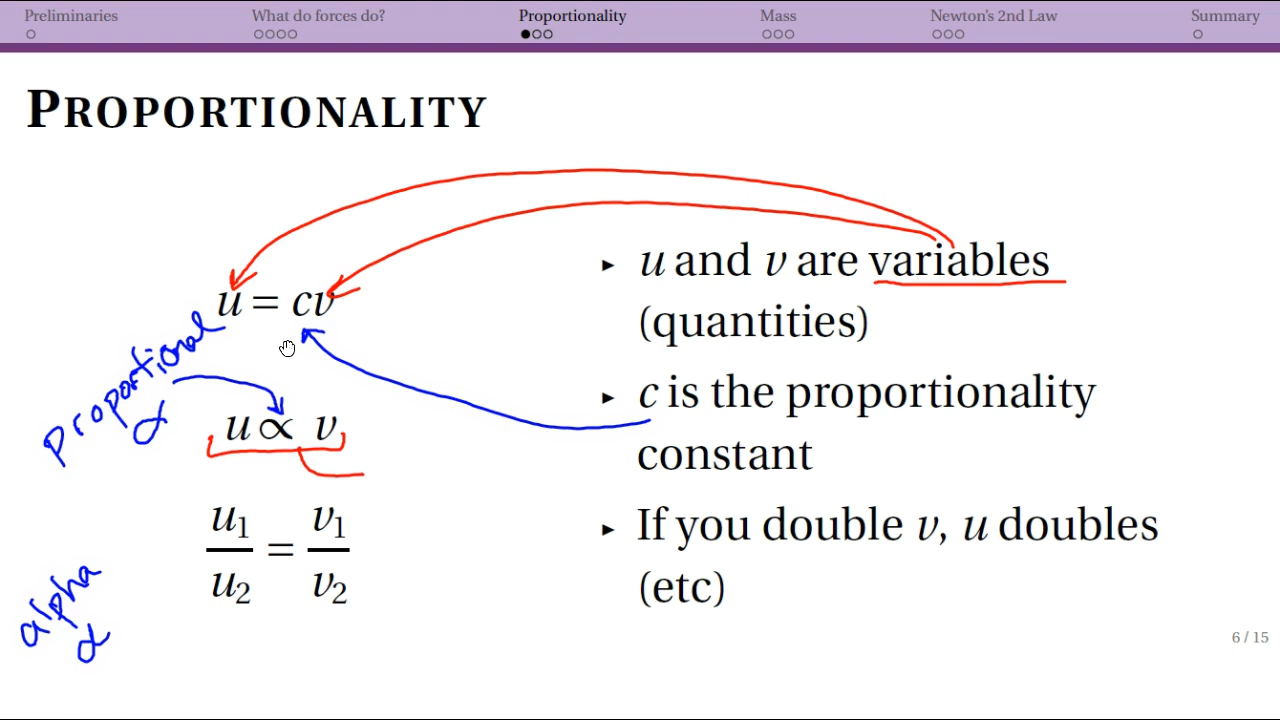 Preliminaries What do forces do? Proportionality Mass Newton's 2nd Law Summary
PROPORTIONALITY
u = cv
proportional
∝
u ∝ v
u₁/u₂ = v₁/v₂
alpha
α
▸ u and v are variables
(quantities)
▸ c is the proportionality
constant
▸ If you double v, u doubles
(etc)
6 / 15